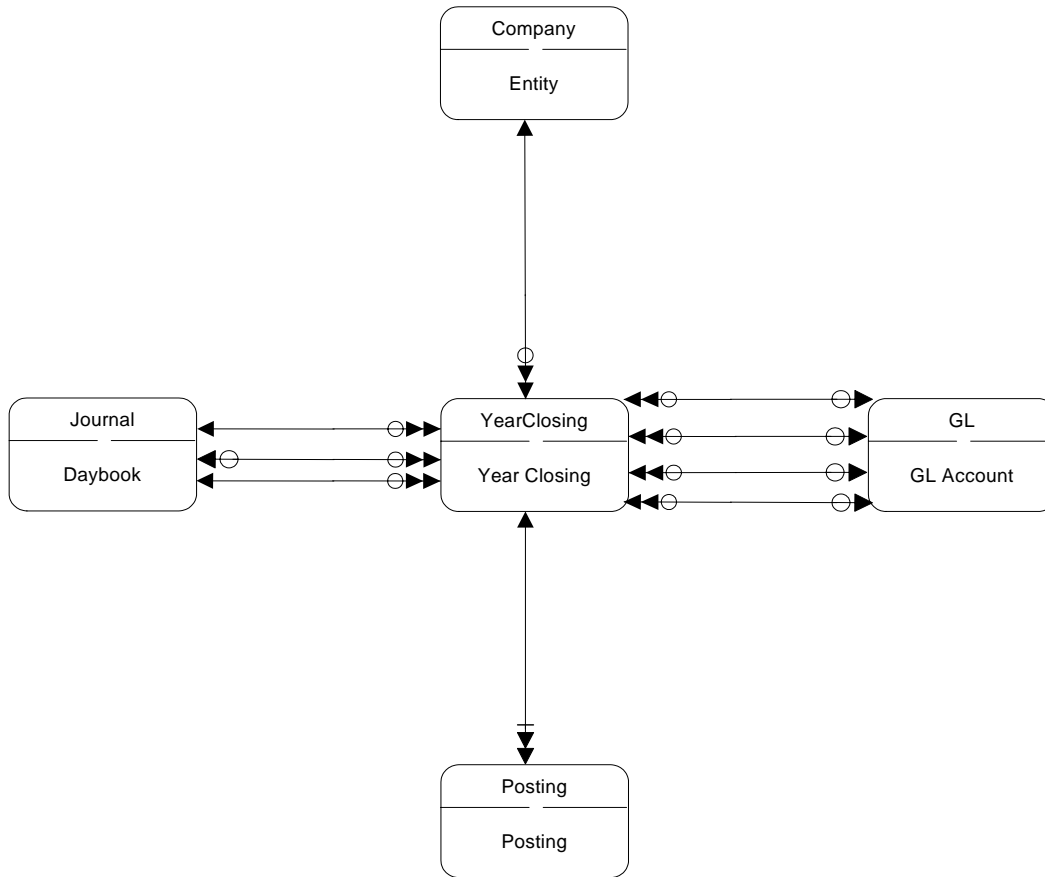 Company
Entity
Journal
Daybook
YearClosing
Year Closing
GL
GL Account
Posting
Posting